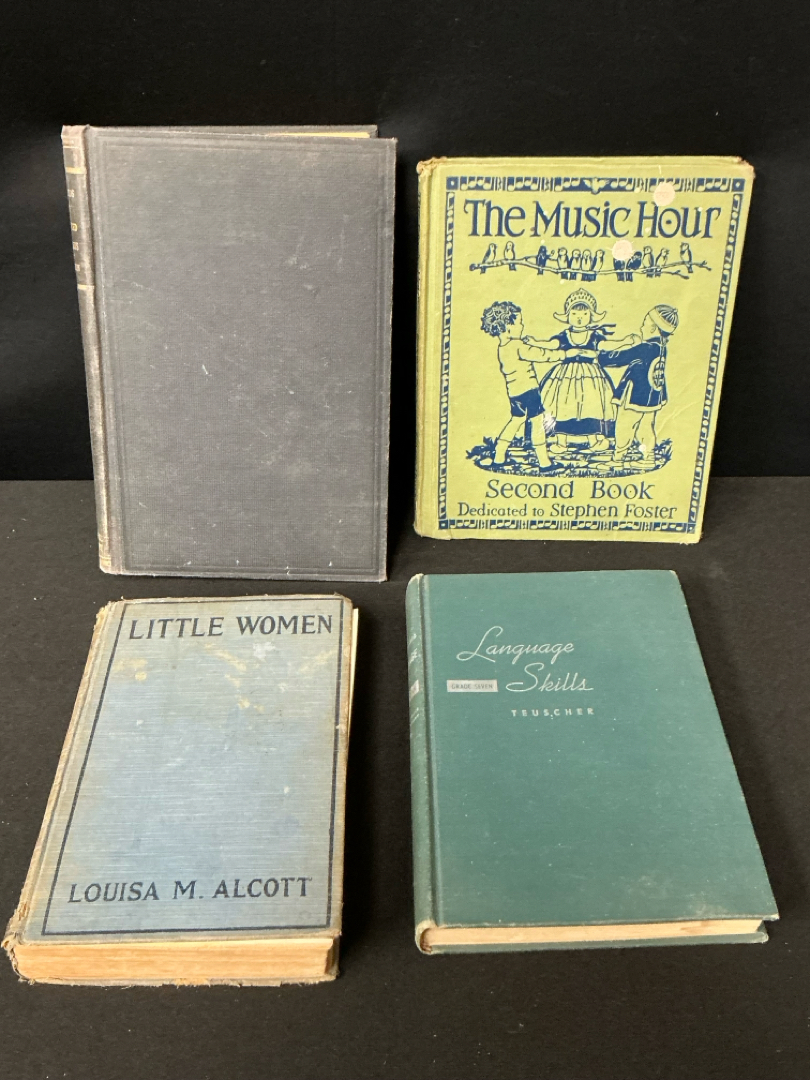 The Music Hour
Second Book
Dedicated to Stephen Foster
LITTLE WOMEN
LOUISA M. ALCOTT
Language
GRADE SEVEN Skills
TEUSCHER